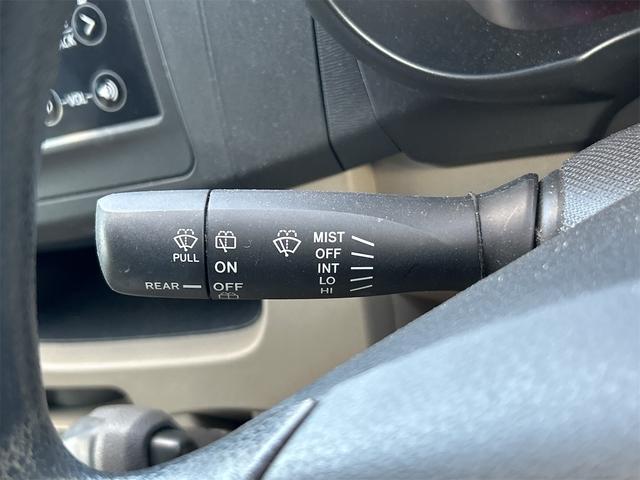 VOL
PULL
REAR
ON
OFF
MIST
OFF
INT
LO
HI